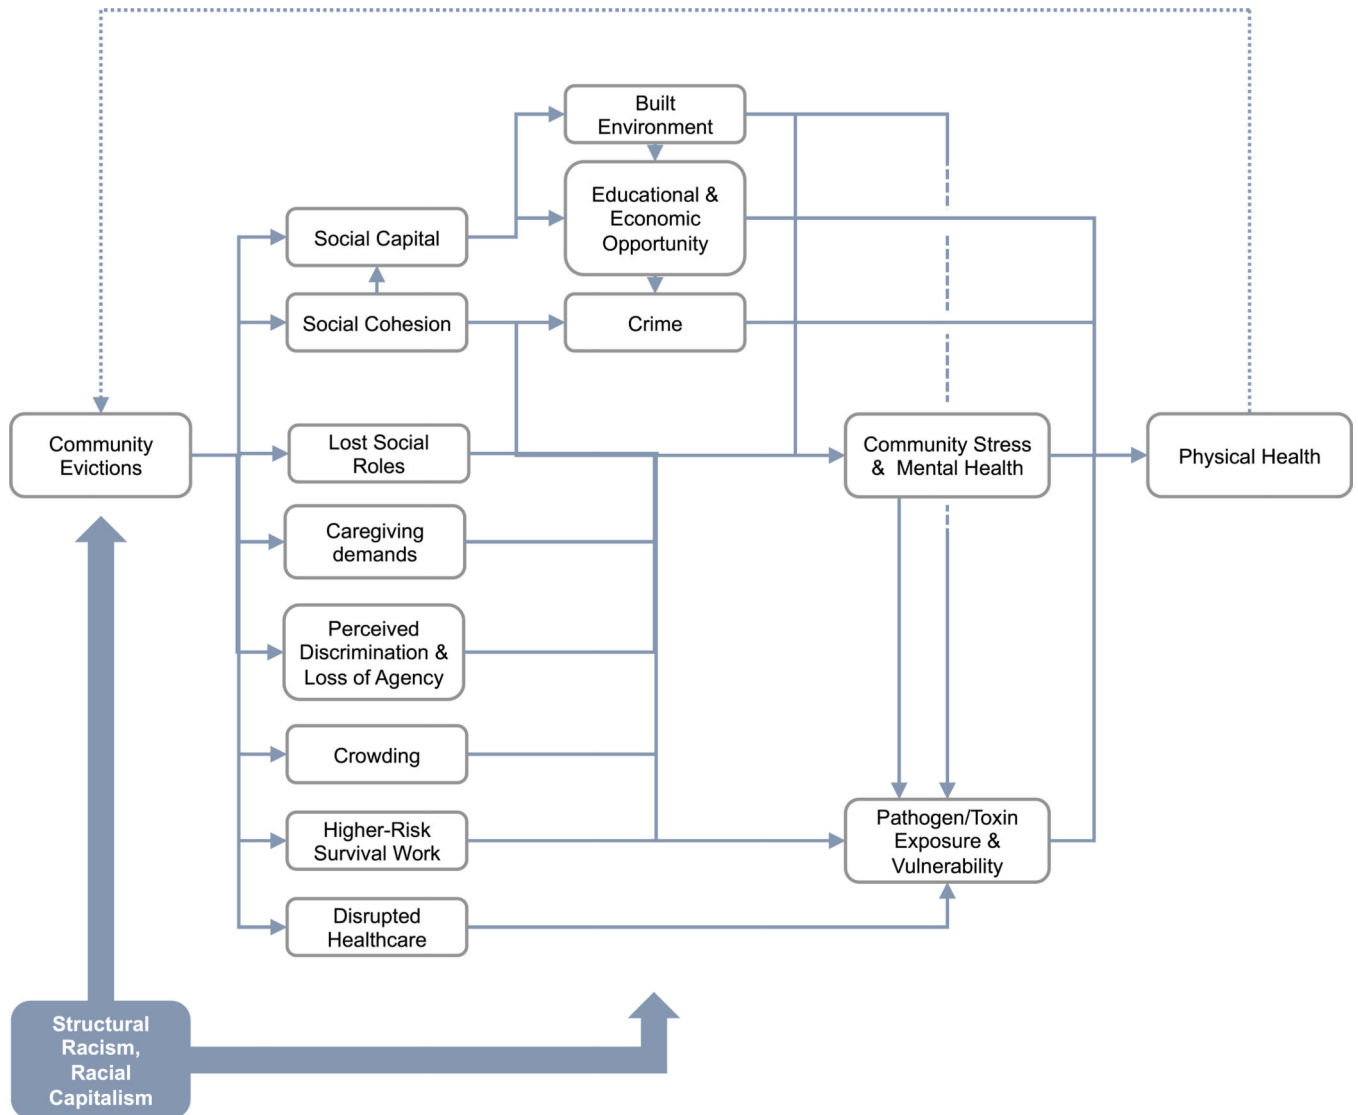 Built
Environment
Educational &
Economic
Opportunity
Social Capital
Social Cohesion
Crime
Community
Evictions
Lost Social
Roles
Community Stress
& Mental Health
Physical Health
Caregiving
demands
Perceived
Discrimination &
Loss of Agency
Crowding
Higher-Risk
Survival Work
Pathogen/Toxin
Exposure &
Vulnerability
Disrupted
Healthcare
Structural
Racism,
Racial
Capitalism